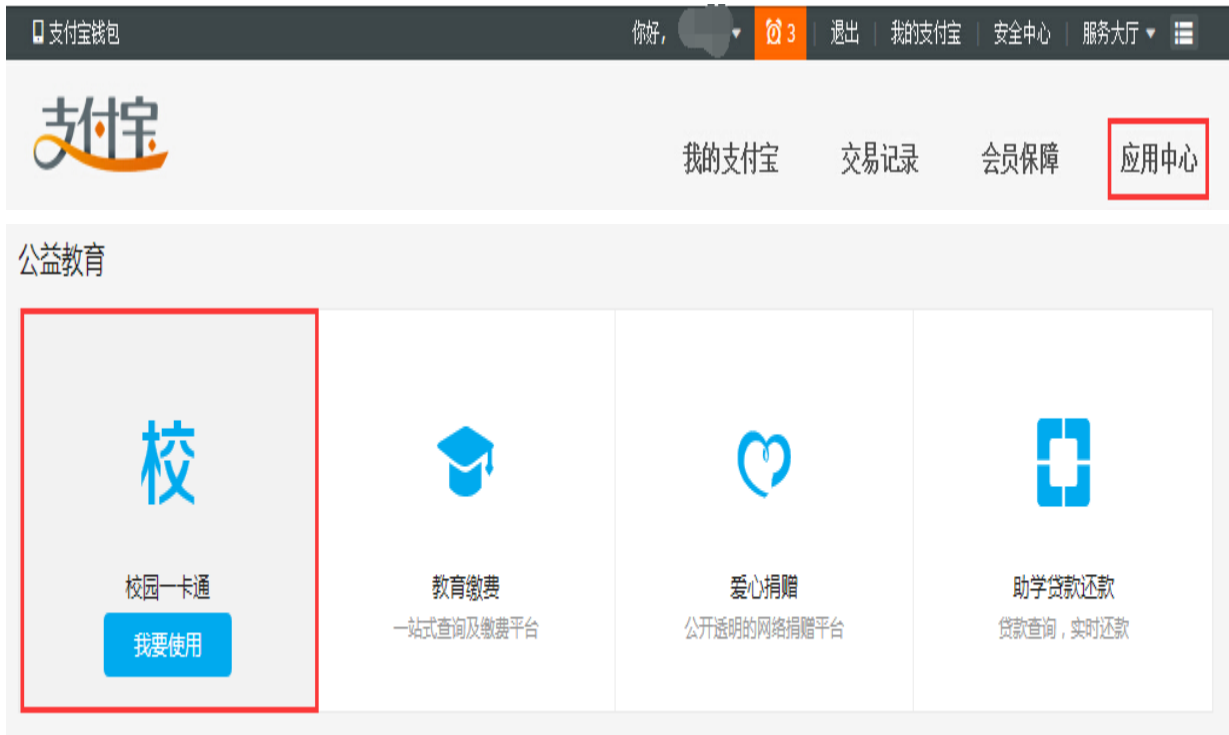 支付宝钱包 你好, 3 退出 我的支付宝 安全中心 服务大厅
支付宝
我的支付宝 交易记录 会员保障 应用中心
公益教育
校
校园一卡通 教育缴费 爱心捐赠 助学贷款还款
我要使用 一站式查询及缴费平台 公开透明的网络捐赠平台 贷款查询，实时还款